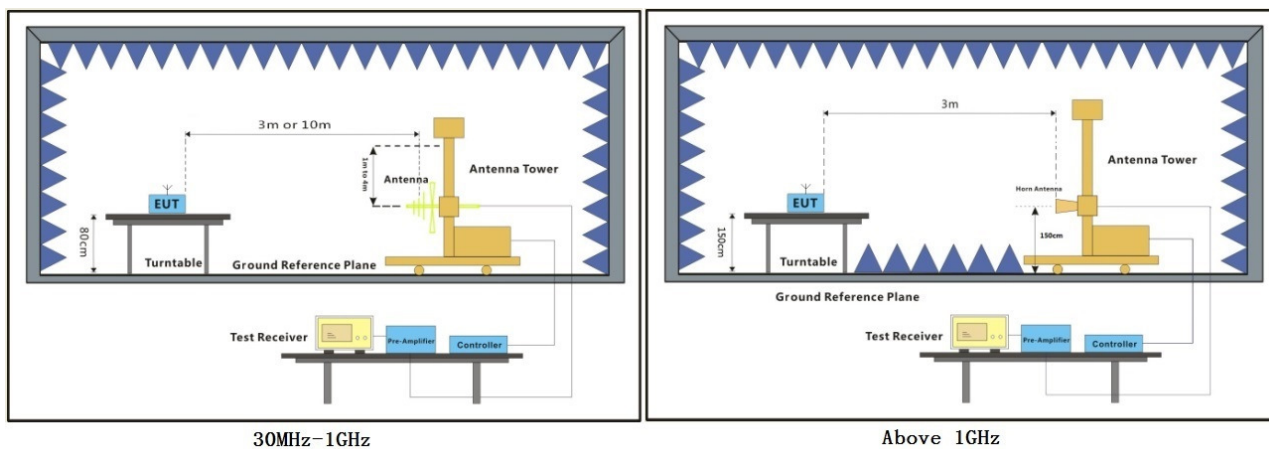 3m or 10m
1m to 4m
Antenna
Antenna Tower
EUT
80cm
Turntable
Ground Reference Plane
Test Receiver
Pre-Amplifier
Controller
30MHz-1GHz
3m
Antenna Tower
Horn Antenna
EUT
150cm
150cm
Turntable
Ground Reference Plane
Test Receiver
Pre-Amplifier
Controller
Above 1GHz